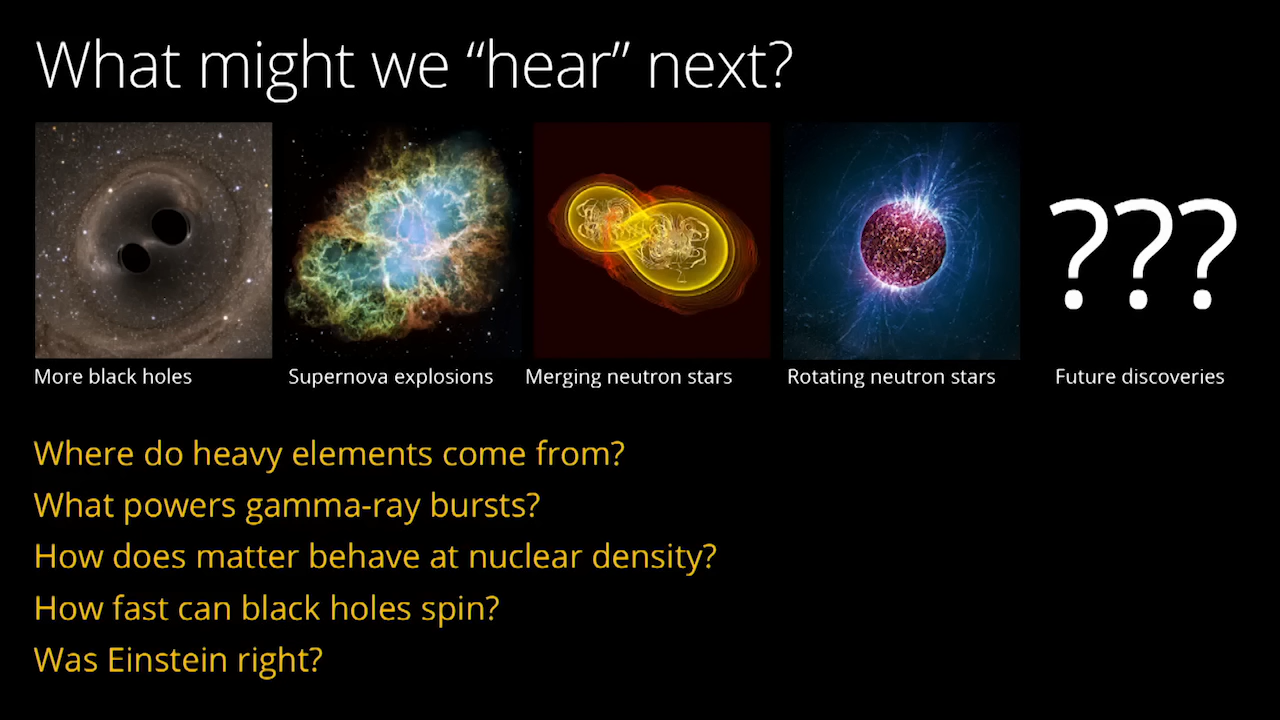 What might we “hear” next?
???
More black holes
Supernova explosions
Merging neutron stars
Rotating neutron stars
Future discoveries
Where do heavy elements come from?
What powers gamma-ray bursts?
How does matter behave at nuclear density?
How fast can black holes spin?
Was Einstein right?